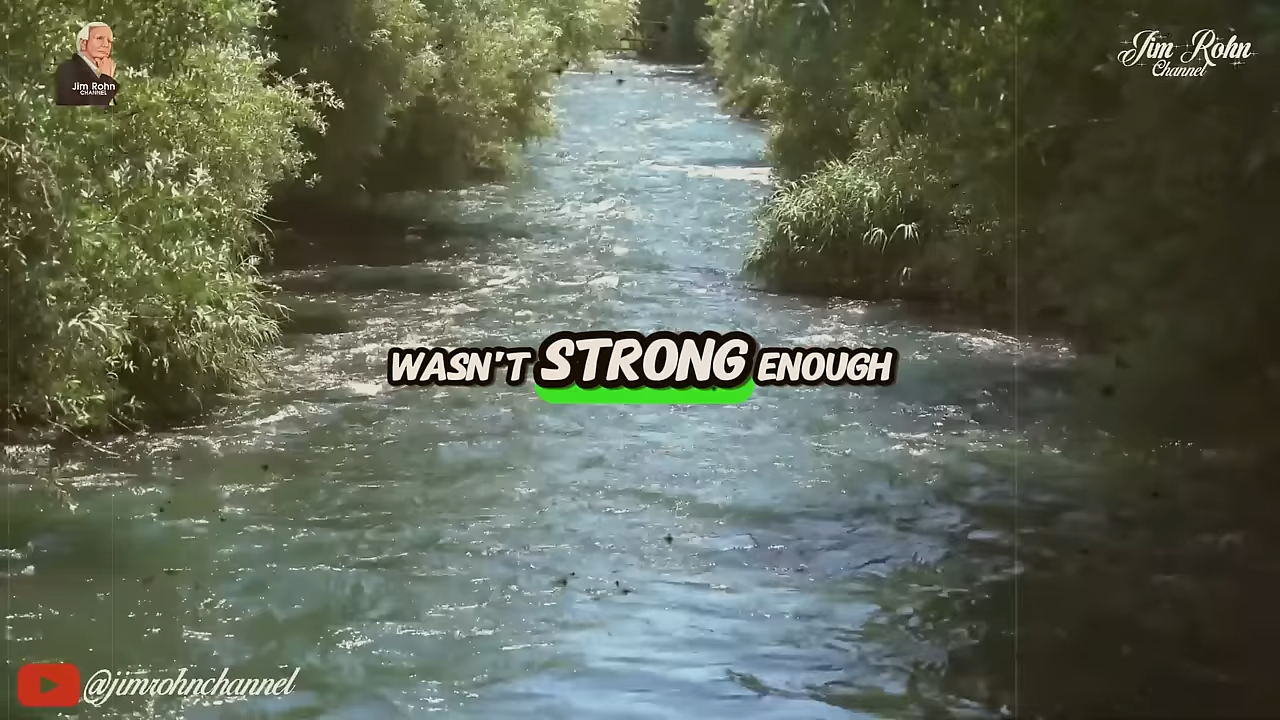 Jim Rohn
CHANNEL
Jim Rohn
Channel
WASN'T STRONG ENOUGH
@jimrohnchannel